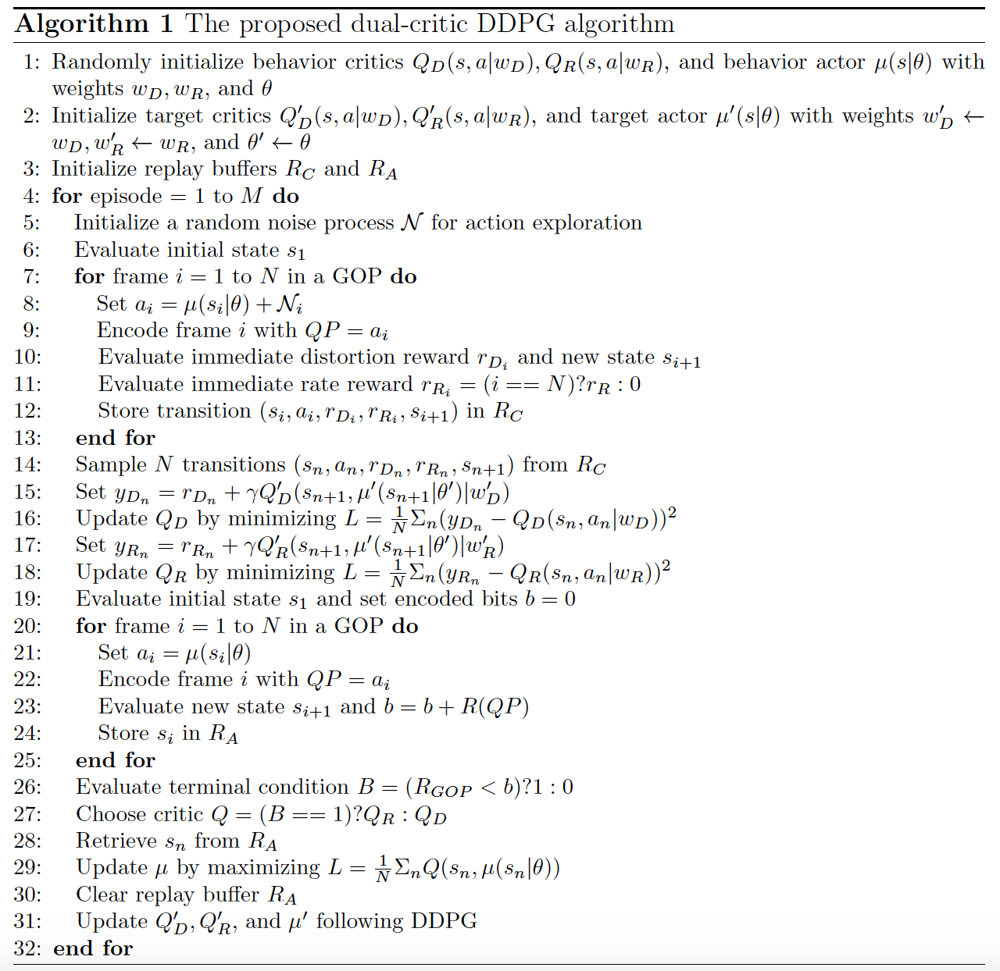 Algorithm 1 The proposed dual-critic DDPG algorithm
1: Randomly initialize behavior critics $Q_D(s, a|w_D), Q_R(s, a|w_R)$, and behavior actor $\mu(s|\theta)$ with
weights $w_D, w_R$, and $\theta$
2: Initialize target critics $Q'_D(s, a|w_D), Q'_R(s, a|w_R)$, and target actor $\mu'(s|\theta)$ with weights $w'_D \leftarrow$
$w_D, w'_R \leftarrow w_R$, and $\theta' \leftarrow \theta$
3: Initialize replay buffers $R_C$ and $R_A$
4: for episode = 1 to $M$ do
5: Initialize a random noise process $\mathcal{N}$ for action exploration
6: Evaluate initial state $s_1$
7: for frame $i = 1$ to $N$ in a GOP do
8: Set $a_i = \mu(s_i|\theta) + \mathcal{N}_i$
9: Encode frame $i$ with $QP = a_i$
10: Evaluate immediate distortion reward $r_{D_i}$ and new state $s_{i+1}$
11: Evaluate immediate rate reward $r_{R_i} = (i == N)?r_R : 0$
12: Store transition $(s_i, a_i, r_{D_i}, r_{R_i}, s_{i+1})$ in $R_C$
13: end for
14: Sample $N$ transitions $(s_n, a_n, r_{D_n}, r_{R_n}, s_{n+1})$ from $R_C$
15: Set $y_{D_n} = r_{D_n} + \gamma Q'_D(s_{n+1}, \mu'(s_{n+1}|\theta')|w'_D)$
16: Update $Q_D$ by minimizing $L = \frac{1}{N}\Sigma_n(y_{D_n} - Q_D(s_n, a_n|w_D))^2$
17: Set $y_{R_n} = r_{R_n} + \gamma Q'_R(s_{n+1}, \mu'(s_{n+1}|\theta')|w'_R)$
18: Update $Q_R$ by minimizing $L = \frac{1}{N}\Sigma_n(y_{R_n} - Q_R(s_n, a_n|w_R))^2$
19: Evaluate initial state $s_1$ and set encoded bits $b = 0$
20: for frame $i = 1$ to $N$ in a GOP do
21: Set $a_i = \mu(s_i|\theta)$
22: Encode frame $i$ with $QP = a_i$
23: Evaluate new state $s_{i+1}$ and $b = b + R(QP)$
24: Store $s_i$ in $R_A$
25: end for
26: Evaluate terminal condition $B = (R_{GOP} < b)?1 : 0$
27: Choose critic $Q = (B == 1)?Q_R : Q_D$
28: Retrieve $s_n$ from $R_A$
29: Update $\mu$ by maximizing $L = \frac{1}{N}\Sigma_n Q(s_n, \mu(s_n|\theta))$
30: Clear replay buffer $R_A$
31: Update $Q'_D, Q'_R$, and $\mu'$ following DDPG
32: end for